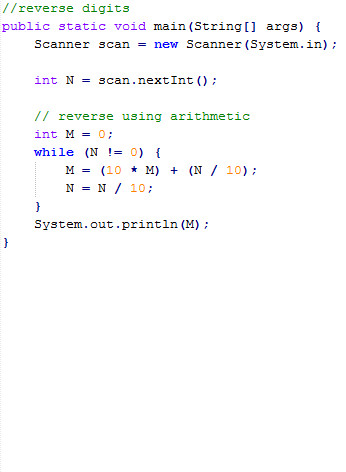 //reverse digits
public static void main(String[] args) {
Scanner scan = new Scanner(System.in);
int N = scan.nextInt();
// reverse using arithmetic
int M = 0;
while (N != 0) {
M = (10 * M) + (N / 10);
N = N / 10;
}
System.out.println(M);
}